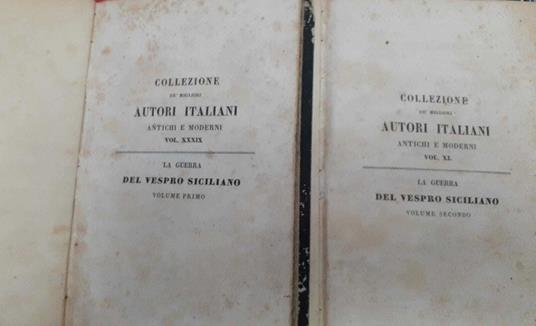 COLLEZIONE
DE' MIGLIORI
AUTORI ITALIANI
ANTICHI E MODERNI
VOL. XXXIX
LA GUERRA
DEL VESPRO SICILIANO
VOLUME PRIMO
COLLEZIONE
DE' MIGLIORI
AUTORI ITALIANI
ANTICHI E MODERNI
VOL. XL
LA GUERRA
DEL VESPRO SICILIANO
VOLUME SECONDO